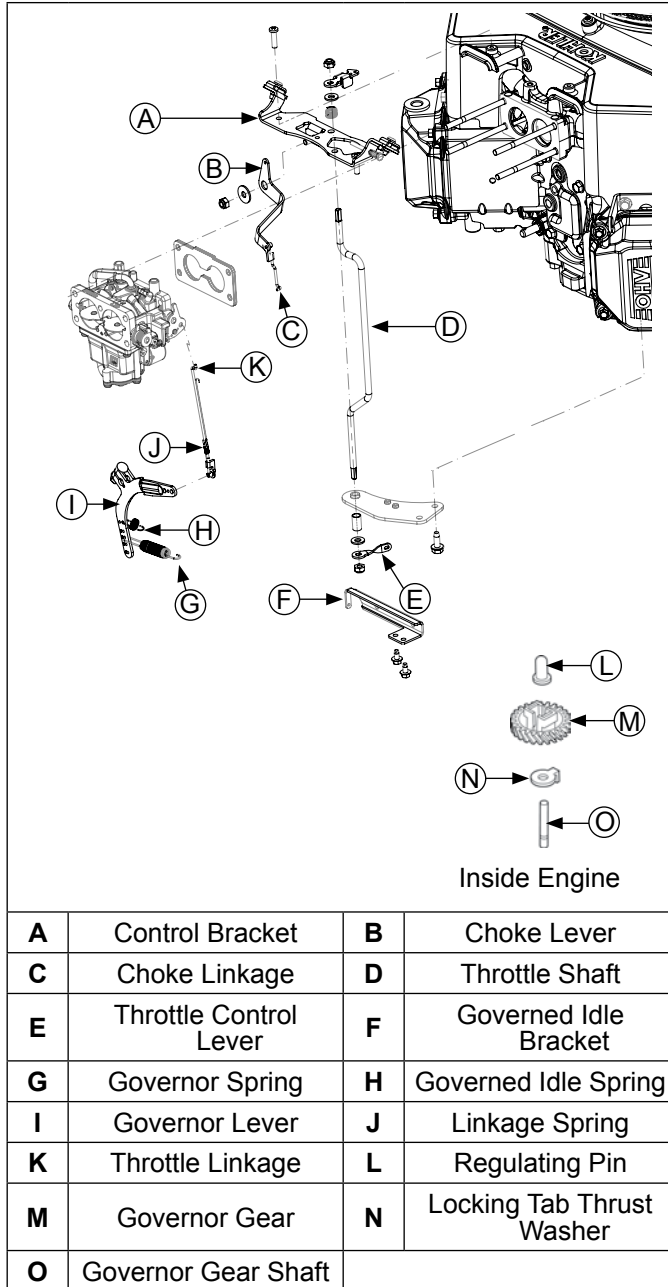 KOHLER
A
B
OHV
C
D
K
J
I
H
G
F
E
L
M
N
O
Inside Engine
A Control Bracket B Choke Lever
C Choke Linkage D Throttle Shaft
E Throttle Control Lever F Governed Idle Bracket
G Governor Spring H Governed Idle Spring
I Governor Lever J Linkage Spring
K Throttle Linkage L Regulating Pin
M Governor Gear N Locking Tab Thrust Washer
O Governor Gear Shaft